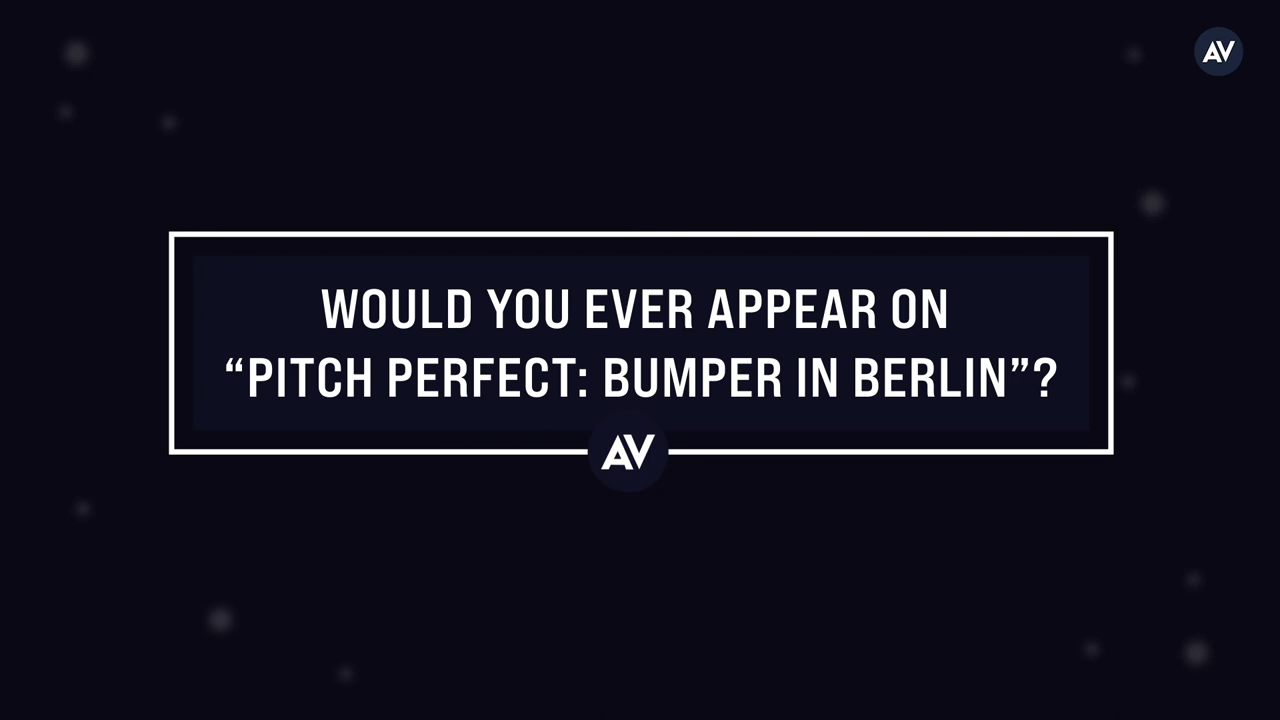 AV
WOULD YOU EVER APPEAR ON
“PITCH PERFECT: BUMPER IN BERLIN”?
AV